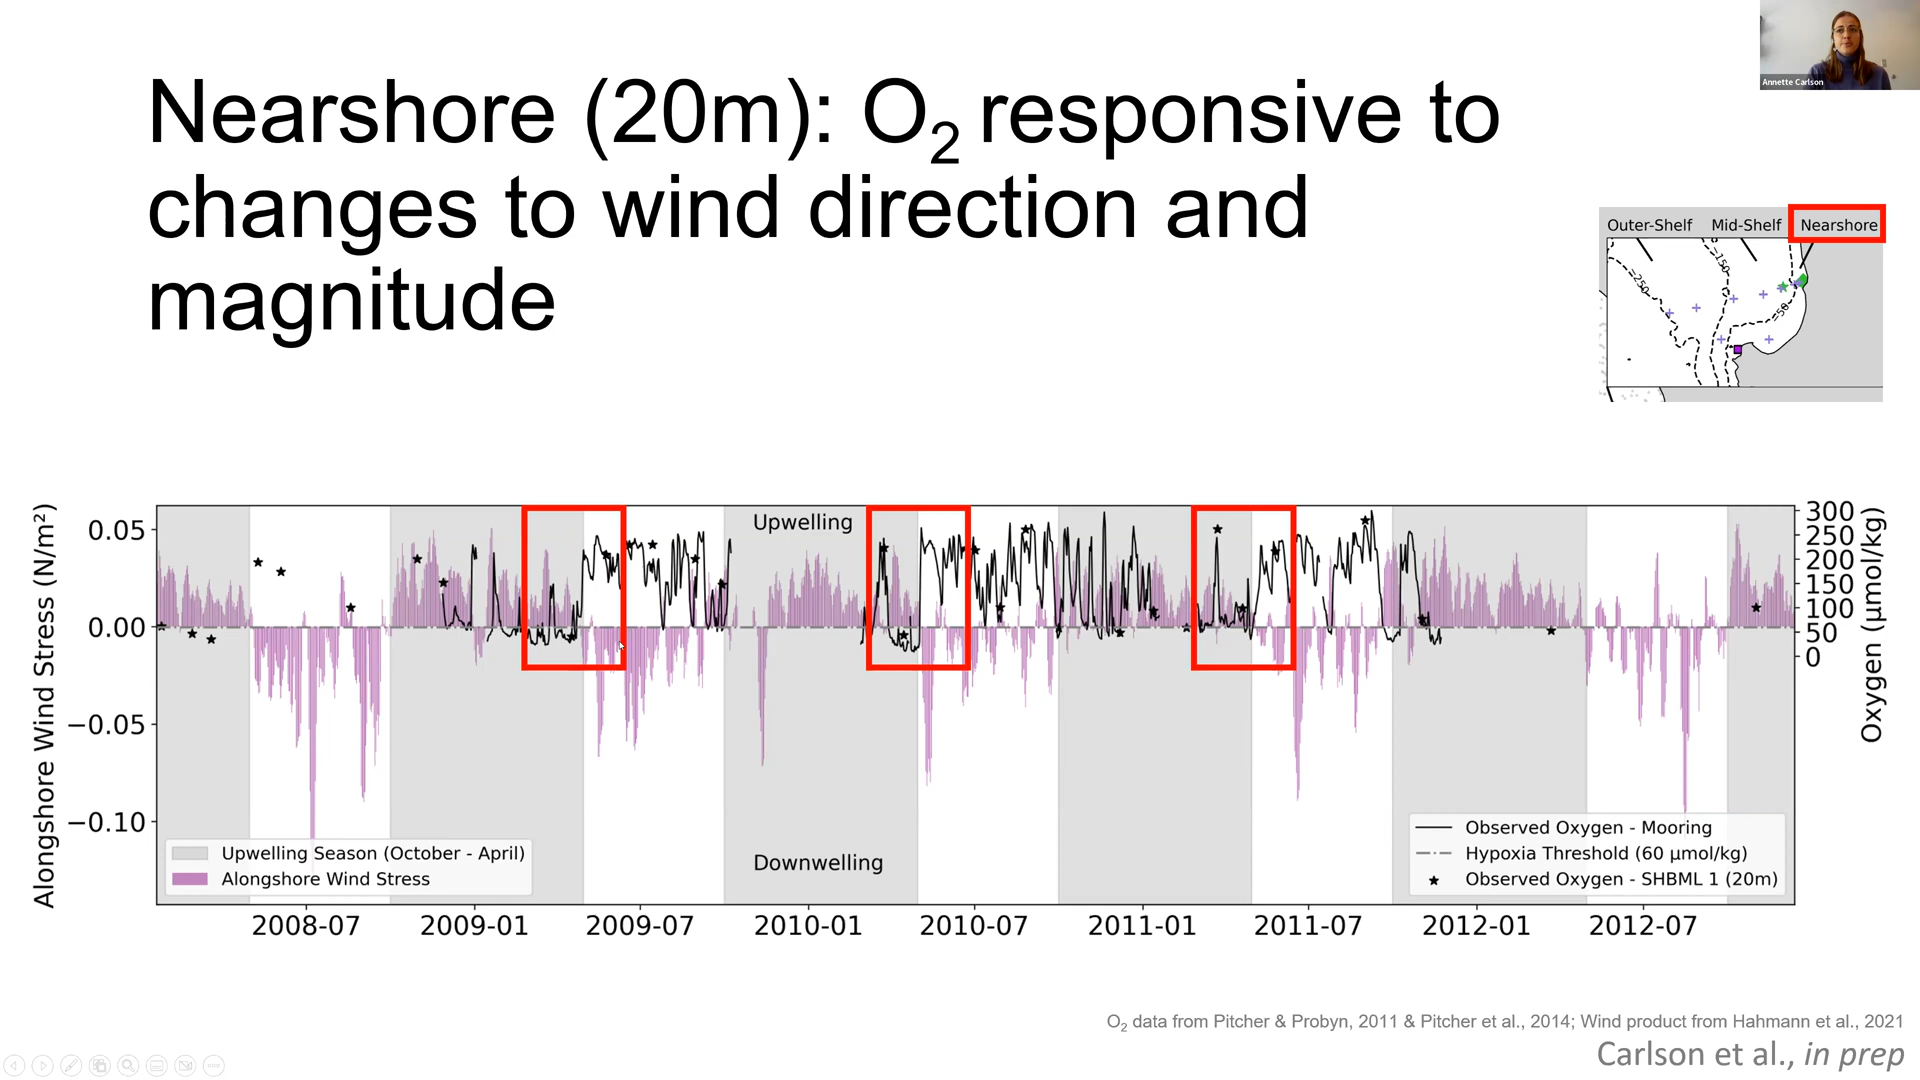 Annette Carlson
Nearshore (20m): O₂ responsive to
changes to wind direction and
magnitude
Outer-Shelf Mid-Shelf Nearshore
−250
−150
−50
Alongshore Wind Stress (N/m²)
0.05
0.00
−0.05
−0.10
Upwelling
Downwelling
300
250
200
150
100
50
0
Oxygen (μmol/kg)
Upwelling Season (October - April)
Alongshore Wind Stress
Observed Oxygen - Mooring
Hypoxia Threshold (60 μmol/kg)
Observed Oxygen - SHBML 1 (20m)
2008-07 2009-01 2009-07 2010-01 2010-07 2011-01 2011-07 2012-01 2012-07
O₂ data from Pitcher & Probyn, 2011 & Pitcher et al., 2014; Wind product from Hahmann et al., 2021
Carlson et al., in prep